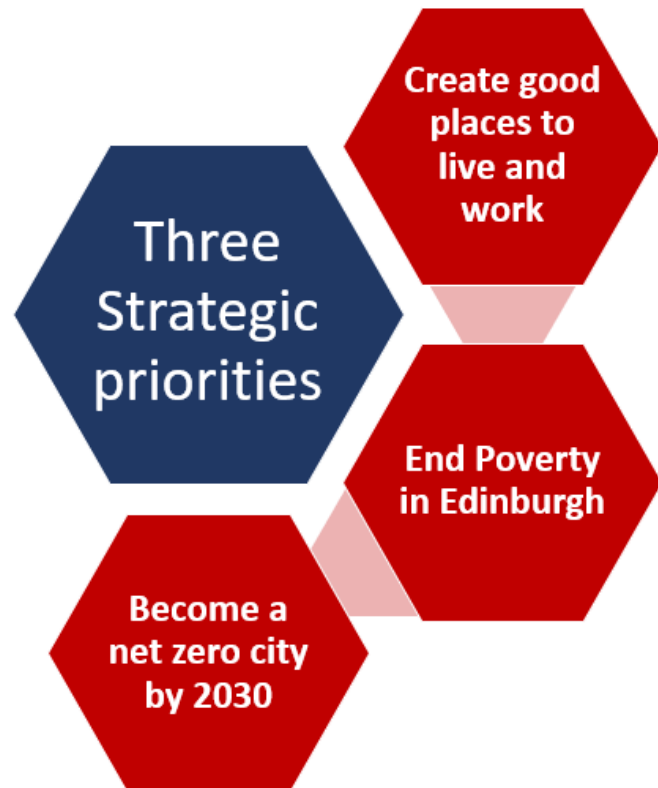 Three
Strategic
priorities
Create good
places to
live and
work
End Poverty
in Edinburgh
Become a
net zero city
by 2030